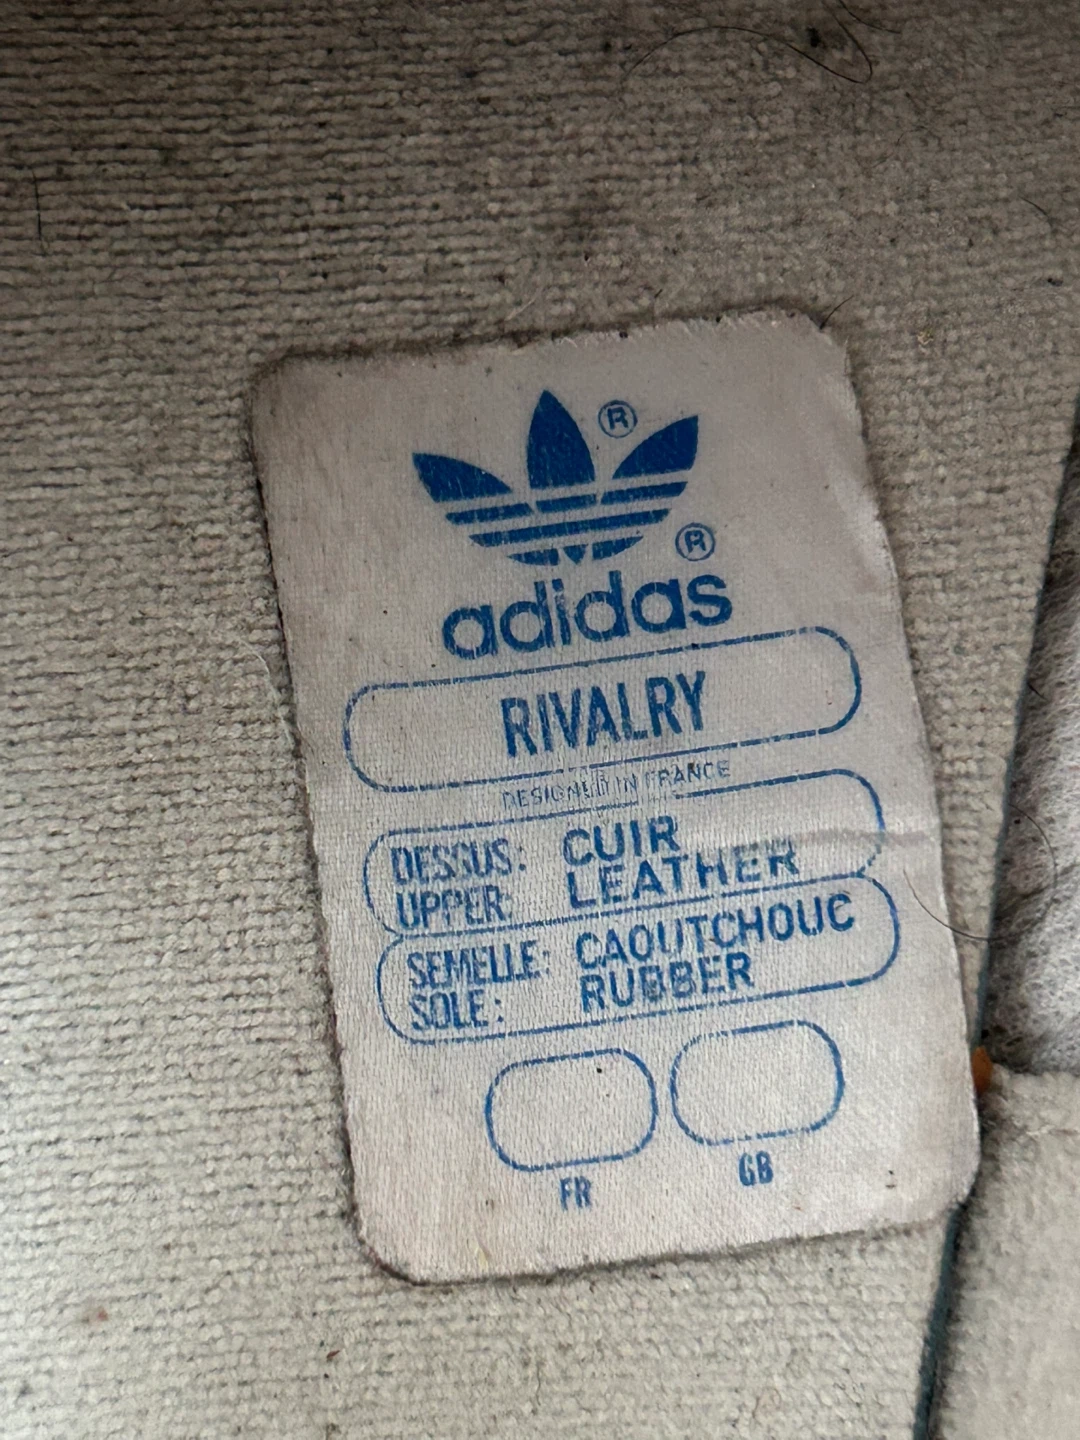 ®
®
adidas
RIVALRY
DESIGNED IN FRANCE
DESSUS: CUIR
UPPER: LEATHER
SEMELLE: CAOUTCHOUC
SOLE: RUBBER
FR GB